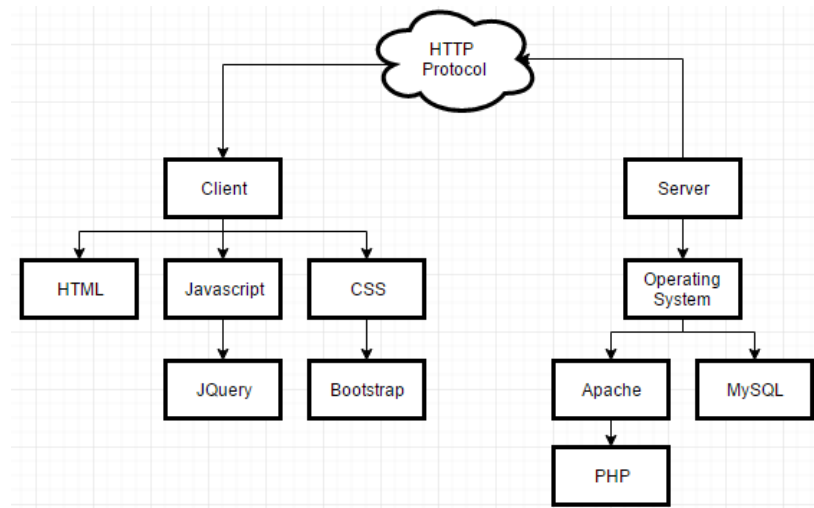 HTTP
Protocol
Client
Server
HTML
Javascript
CSS
Operating
System
JQuery
Bootstrap
Apache
MySQL
PHP